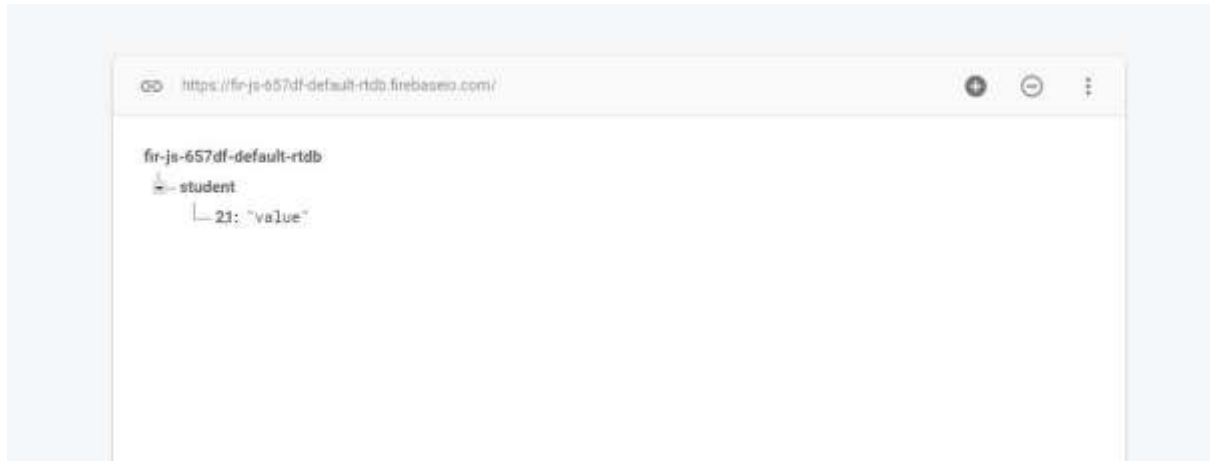 https://fir-js-657df-default-rtdb.firebaseio.com/
fir-js-657df-default-rtdb
student
21: "value"